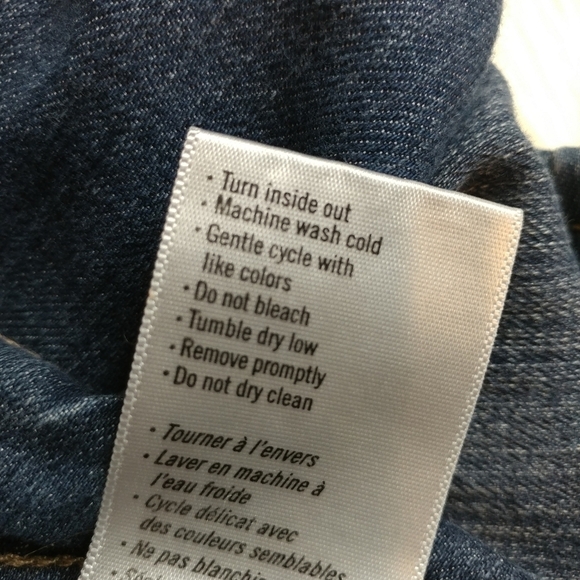 • Turn inside out
• Machine wash cold
• Gentle cycle with
like colors
• Do not bleach
• Tumble dry low
• Remove promptly
• Do not dry clean
• Tourner à l'envers
• Laver en machine à
l'eau froide
• Cycle délicat avec
des couleurs semblables
• Ne pas